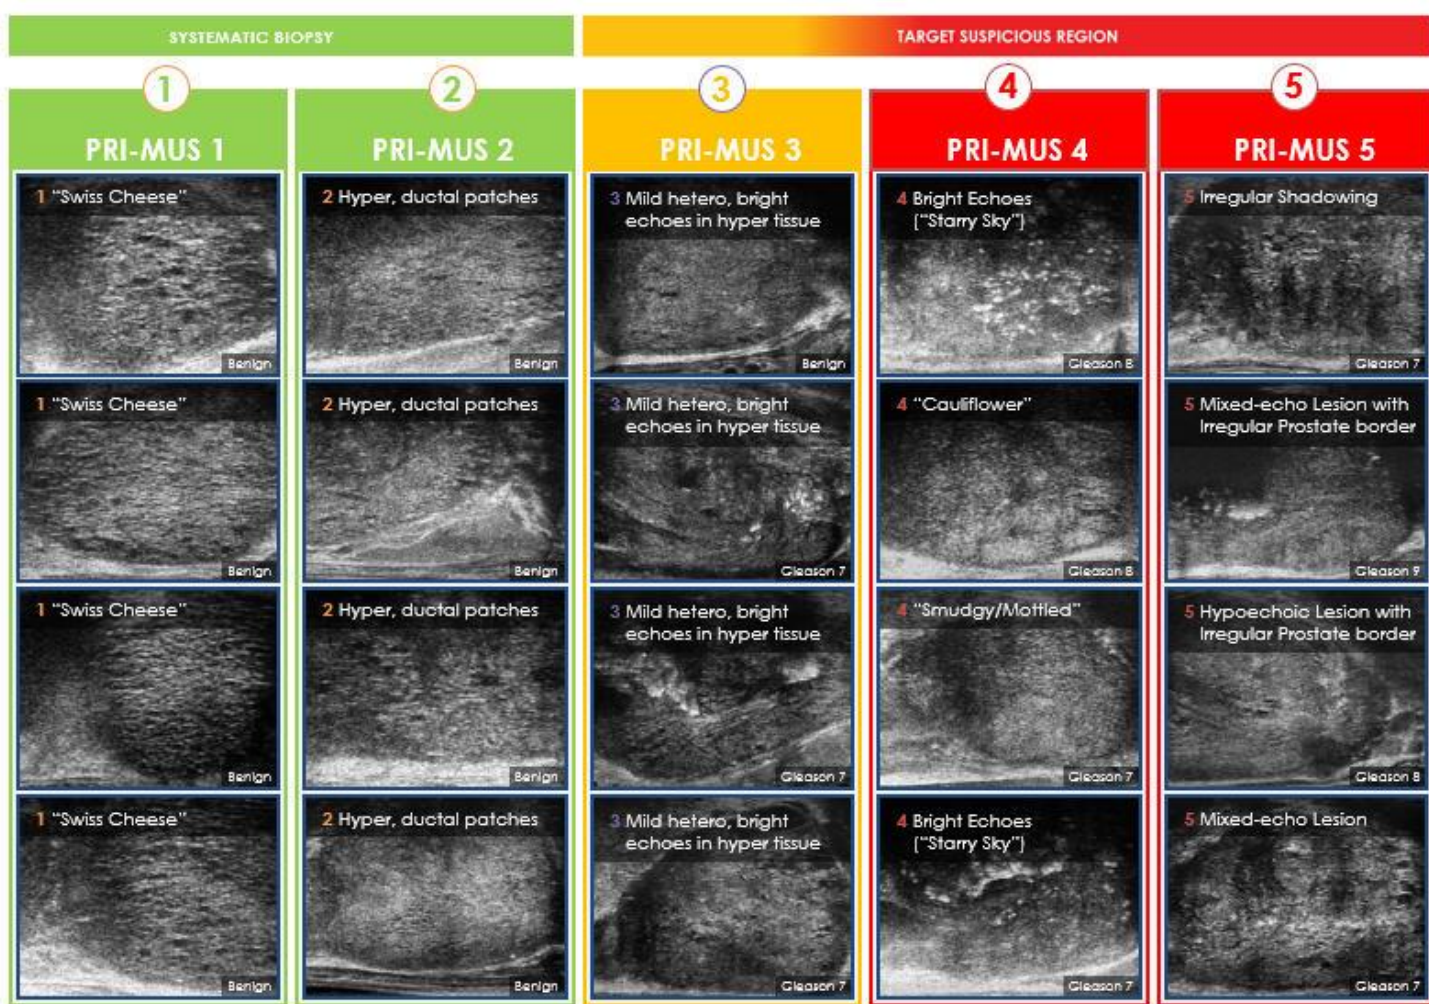 SYSTEMATIC BIOPSY
TARGET SUSPICIOUS REGION
1
2
3
4
5
PRI-MUS 1
PRI-MUS 2
PRI-MUS 3
PRI-MUS 4
PRI-MUS 5
1 “Swiss Cheese”
Benign
2 Hyper, ductal patches
Benign
3 Mild hetero, bright
echoes in hyper tissue
Benign
4 Bright Echoes
(“Starry Sky”)
Gleason 8
5 Irregular Shadowing
Gleason 7
1 “Swiss Cheese”
Benign
2 Hyper, ductal patches
Benign
3 Mild hetero, bright
echoes in hyper tissue
Gleason 7
4 “Cauliflower”
Gleason 8
5 Mixed-echo Lesion with
Irregular Prostate border
Gleason 9
1 “Swiss Cheese”
Benign
2 Hyper, ductal patches
Benign
3 Mild hetero, bright
echoes in hyper tissue
Gleason 7
4 “Smudgy/Mottled”
Gleason 7
5 Hypoechoic Lesion with
Irregular Prostate border
Gleason 8
1 “Swiss Cheese”
Benign
2 Hyper, ductal patches
Benign
3 Mild hetero, bright
echoes in hyper tissue
Gleason 7
4 Bright Echoes
(“Starry Sky”)
Gleason 7
5 Mixed-echo Lesion
Gleason 7